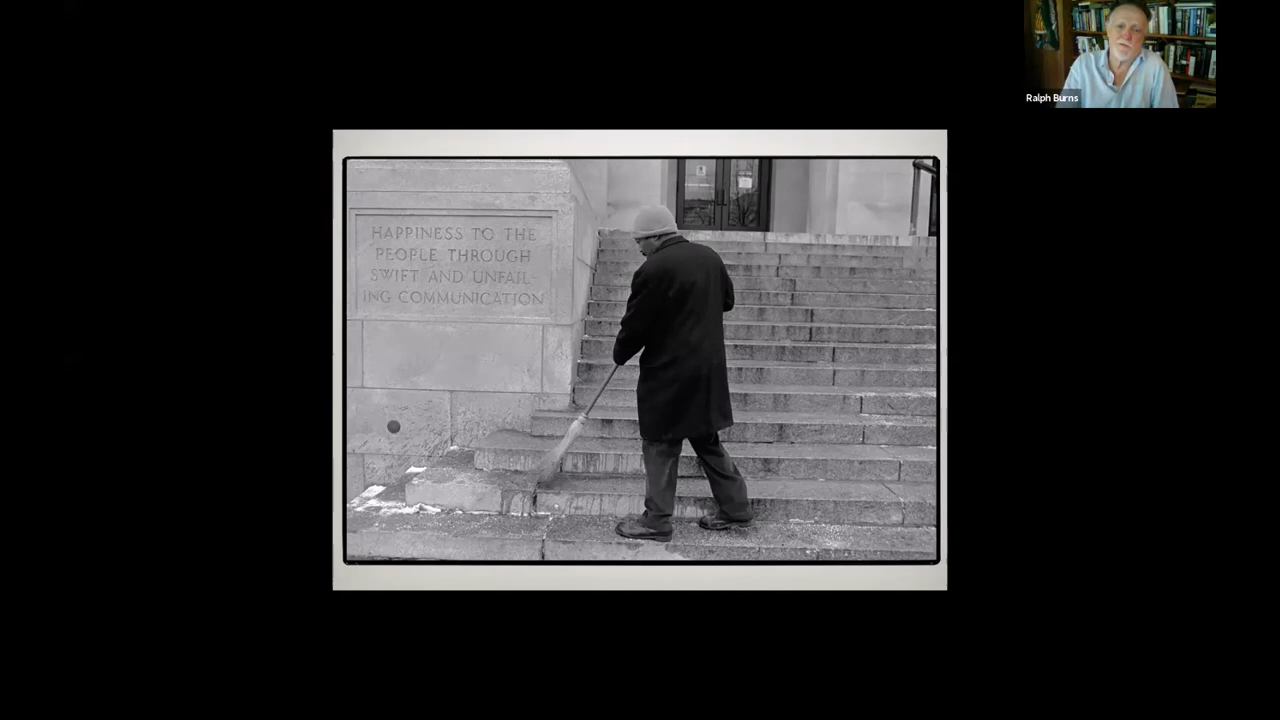 Ralph Burns
HAPPINESS TO THE
PEOPLE THROUGH
SWIFT AND UNFAIL-
ING COMMUNICATION